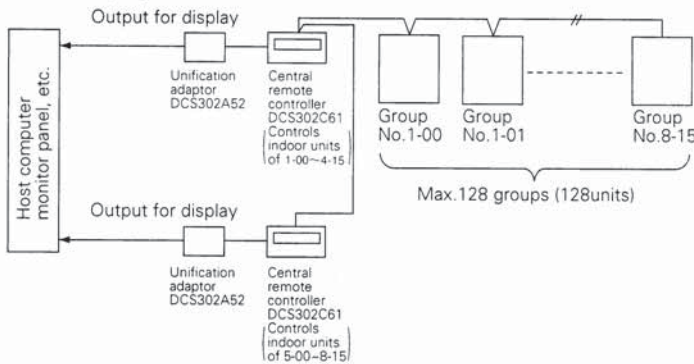 Output for display
Unification
adaptor
DCS302A52
Central
remote
controller
DCS302C61
(Controls
indoor units
of 1-00~4-15)
Group
No.1-00
Group
No.1-01
Group
No.8-15
Max.128 groups (128units)
Host computer
monitor panel, etc.
Output for display
Unification
adaptor
DCS302A52
Central
remote
controller
DCS302C61
(Controls
indoor units
of 5-00~8-15)